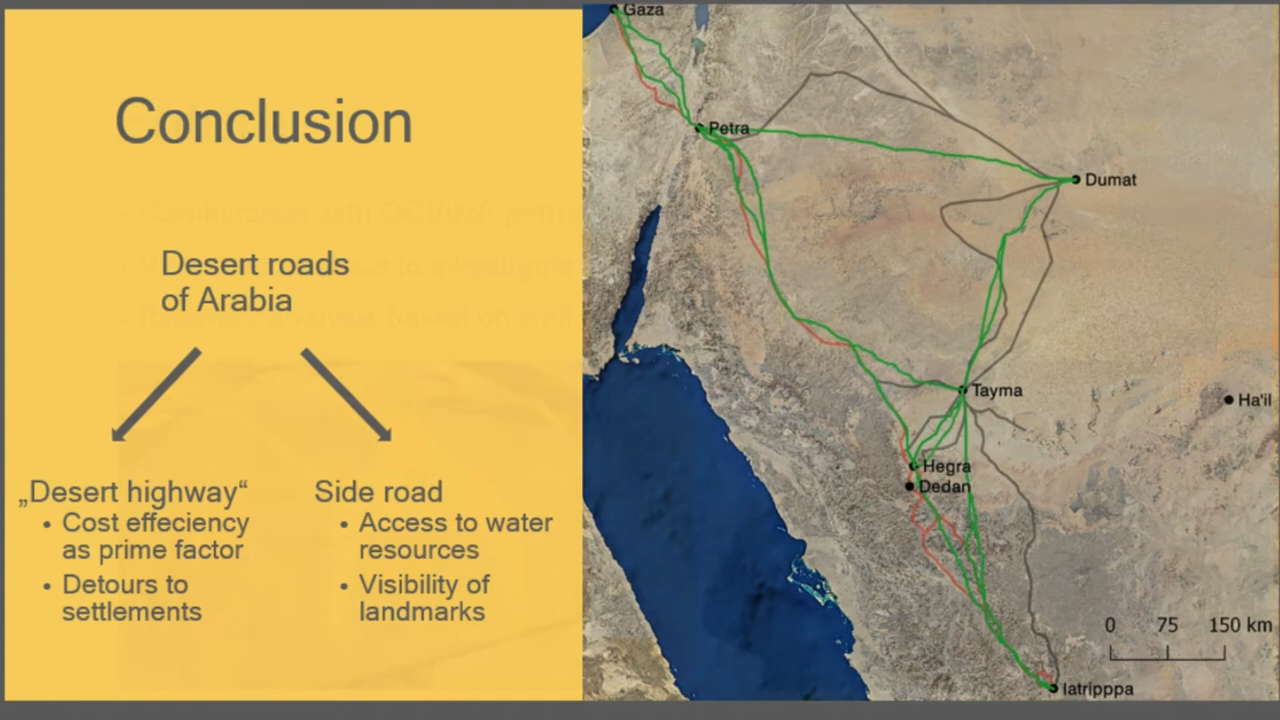 Conclusion
Desert roads
of Arabia
„Desert highway“
• Cost effeciency
as prime factor
• Detours to
settlements
Side road
• Access to water
resources
• Visibility of
landmarks
Gaza
Petra
Dumat
Tayma
Ha'il
Hegra
Dedan
0 75 150 km
Iatripppa